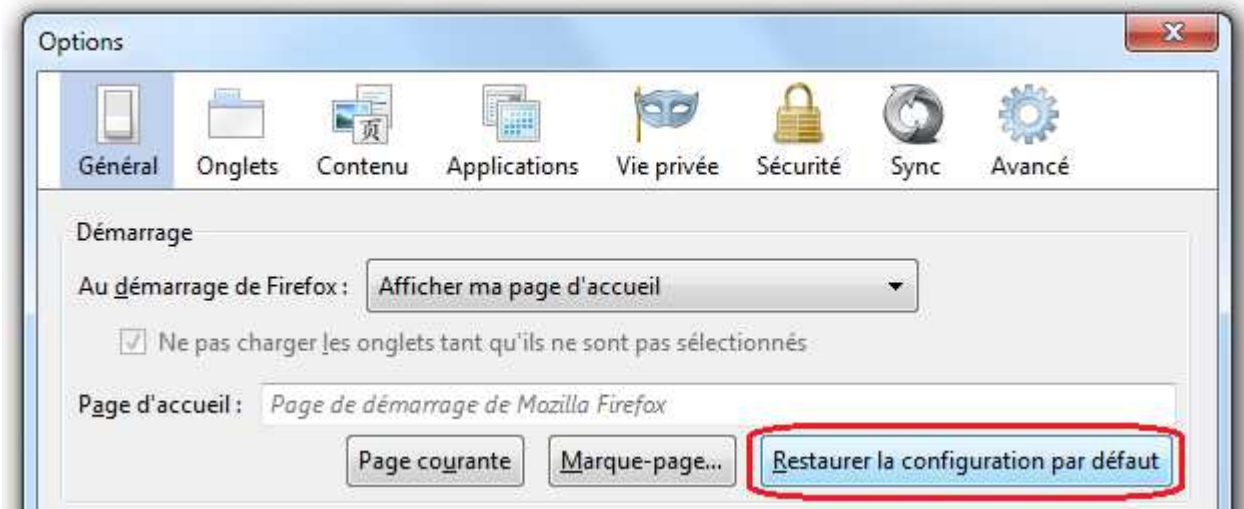 Options
页
Général Onglets Contenu Applications Vie privée Sécurité Sync Avancé
Démarrage
Au démarrage de Firefox : Afficher ma page d'accueil
Ne pas charger les onglets tant qu'ils ne sont pas sélectionnés
Page d'accueil : Page de démarrage de Mozilla Firefox
Page courante Marque-page... Restaurer la configuration par défaut